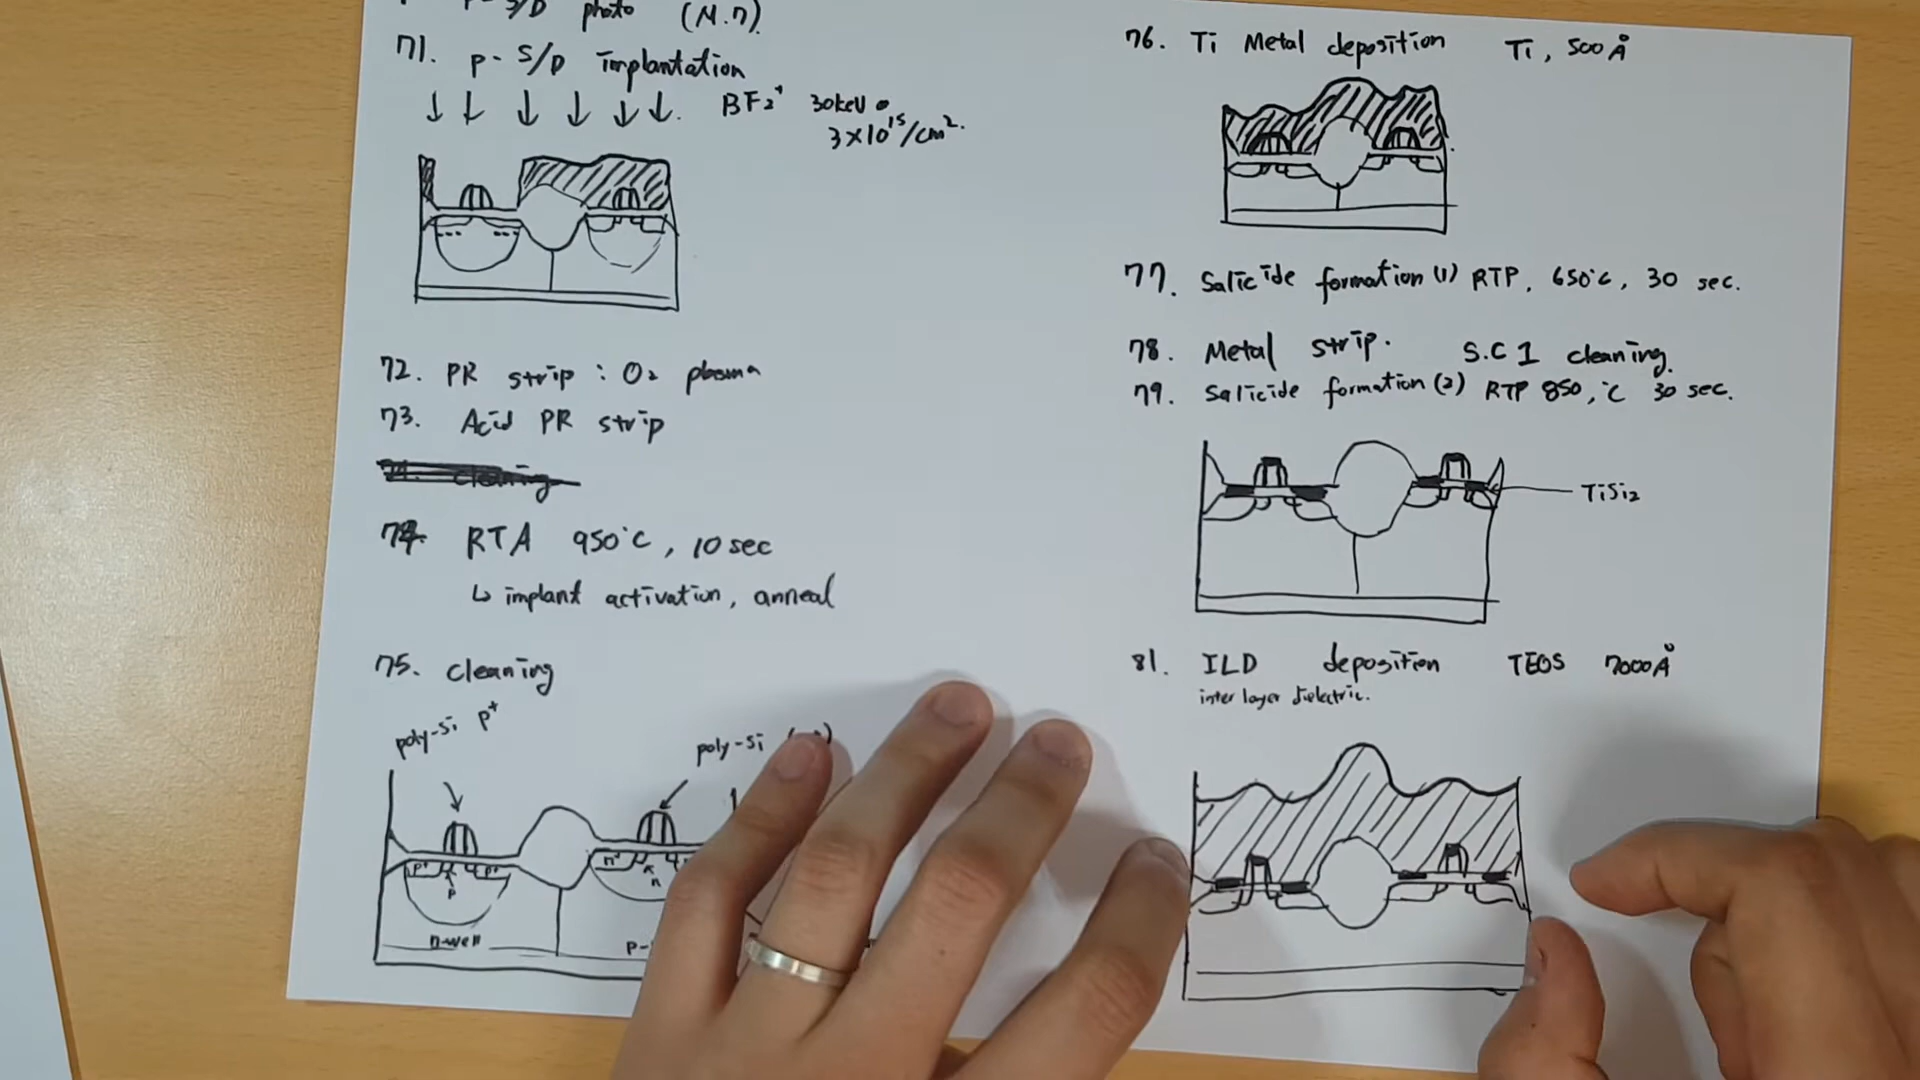 P- S/D photo (M.7)
71. P- S/D implantation
BF2+ 30keV
3×10^15/cm2.
72. PR strip : O2 plasma
73. Acid PR strip
cleaning
74. RTA 950°C, 10 sec
↳ implant activation, anneal
75. cleaning
poly-Si P+
poly-Si
P+ P+
P
n+
n
n-well
P-
76. Ti Metal deposition Ti, 500Å
77. Salicide formation (1) RTP, 650°C, 30 sec.
78. Metal strip. S.C 1 cleaning.
79. Salicide formation (2) RTP 850,°C 30 sec.
TiSi2
81. ILD deposition TEOS 7000Å
inter layer dielectric.